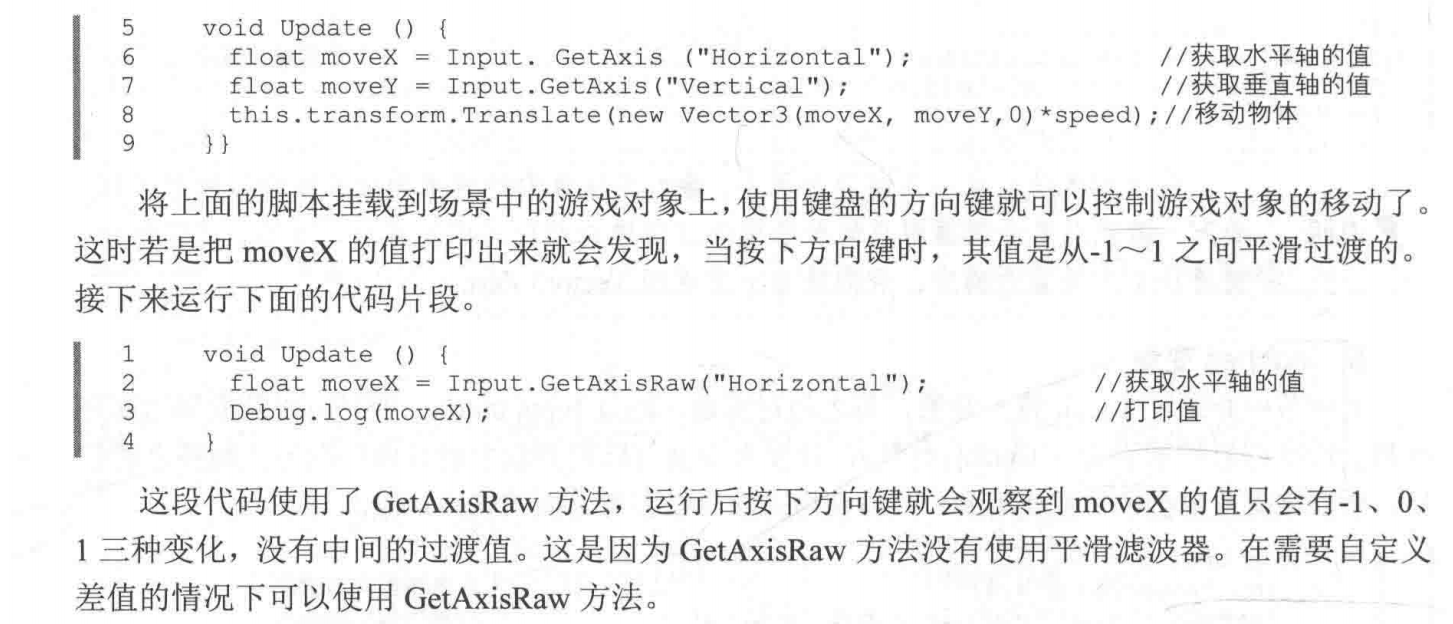 5 void Update () {
6 float moveX = Input. GetAxis ("Horizontal"); //获取水平轴的值
7 float moveY = Input.GetAxis("Vertical"); //获取垂直轴的值
8 this.transform.Translate(new Vector3(moveX, moveY,0)*speed);//移动物体
9 }}
将上面的脚本挂载到场景中的游戏对象上，使用键盘的方向键就可以控制游戏对象的移动了。
这时若是把 moveX 的值打印出来就会发现，当按下方向键时，其值是从-1～1 之间平滑过渡的。
接下来运行下面的代码片段。
1 void Update () {
2 float moveX = Input.GetAxisRaw("Horizontal"); //获取水平轴的值
3 Debug.log(moveX); //打印值
4 }
这段代码使用了 GetAxisRaw 方法，运行后按下方向键就会观察到 moveX 的值只会有-1、0、
1 三种变化，没有中间的过渡值。这是因为 GetAxisRaw 方法没有使用平滑滤波器。在需要自定义
差值的情况下可以使用 GetAxisRaw 方法。